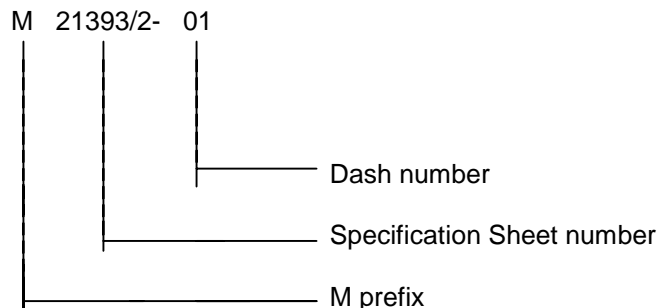 M 21393/2- 01
Dash number
Specification Sheet number
M prefix